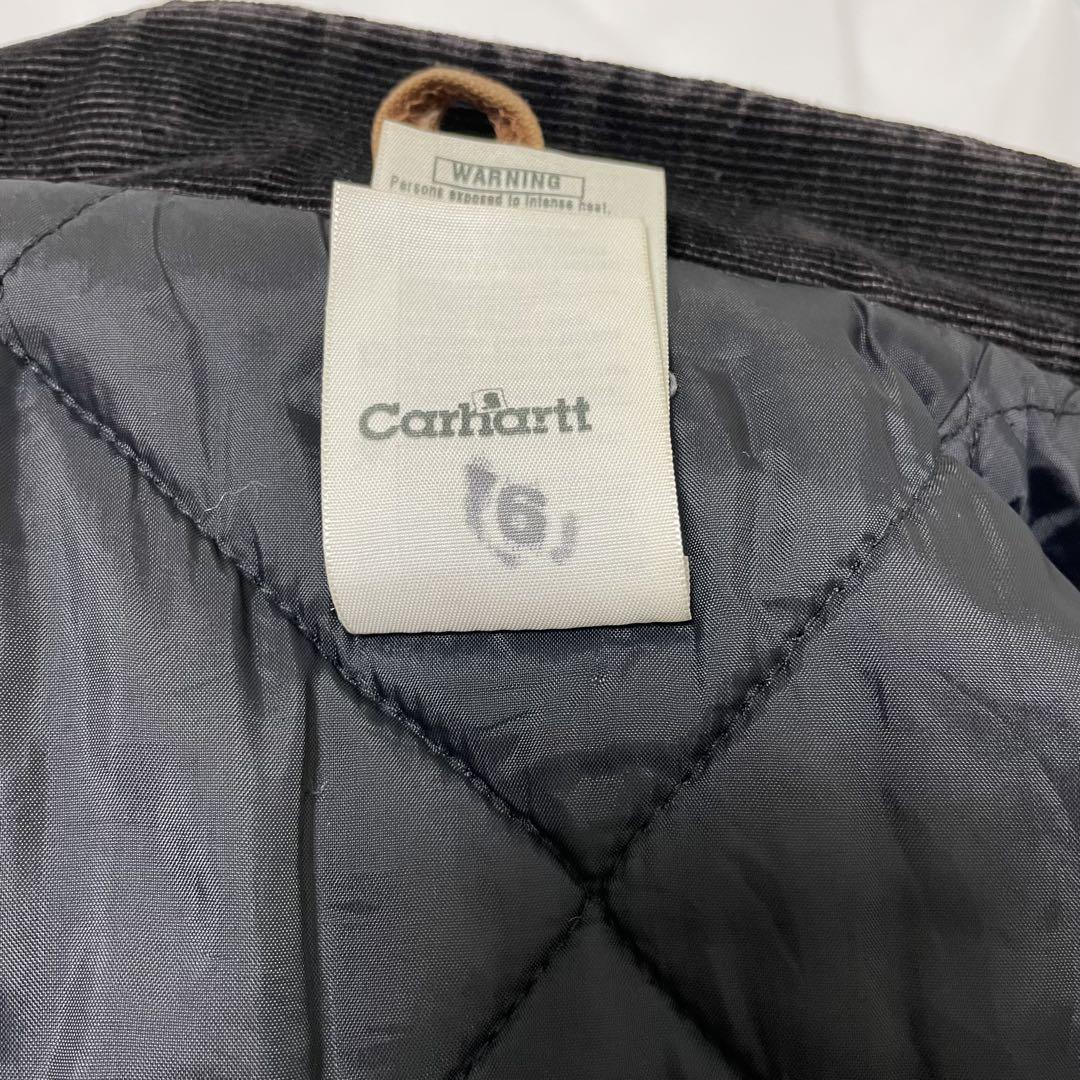 WARNING
Persons exposed to intense heat,
Carhartt
6